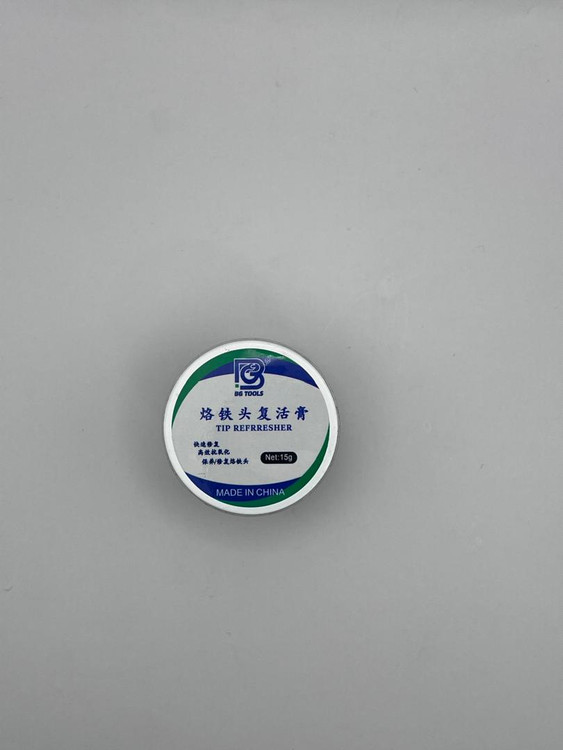 BG TOOLS
烙铁头复活膏
TIP REFRRESHER
快速修复
高效抗氧化
保养/修复烙铁头
Net:15g
MADE IN CHINA